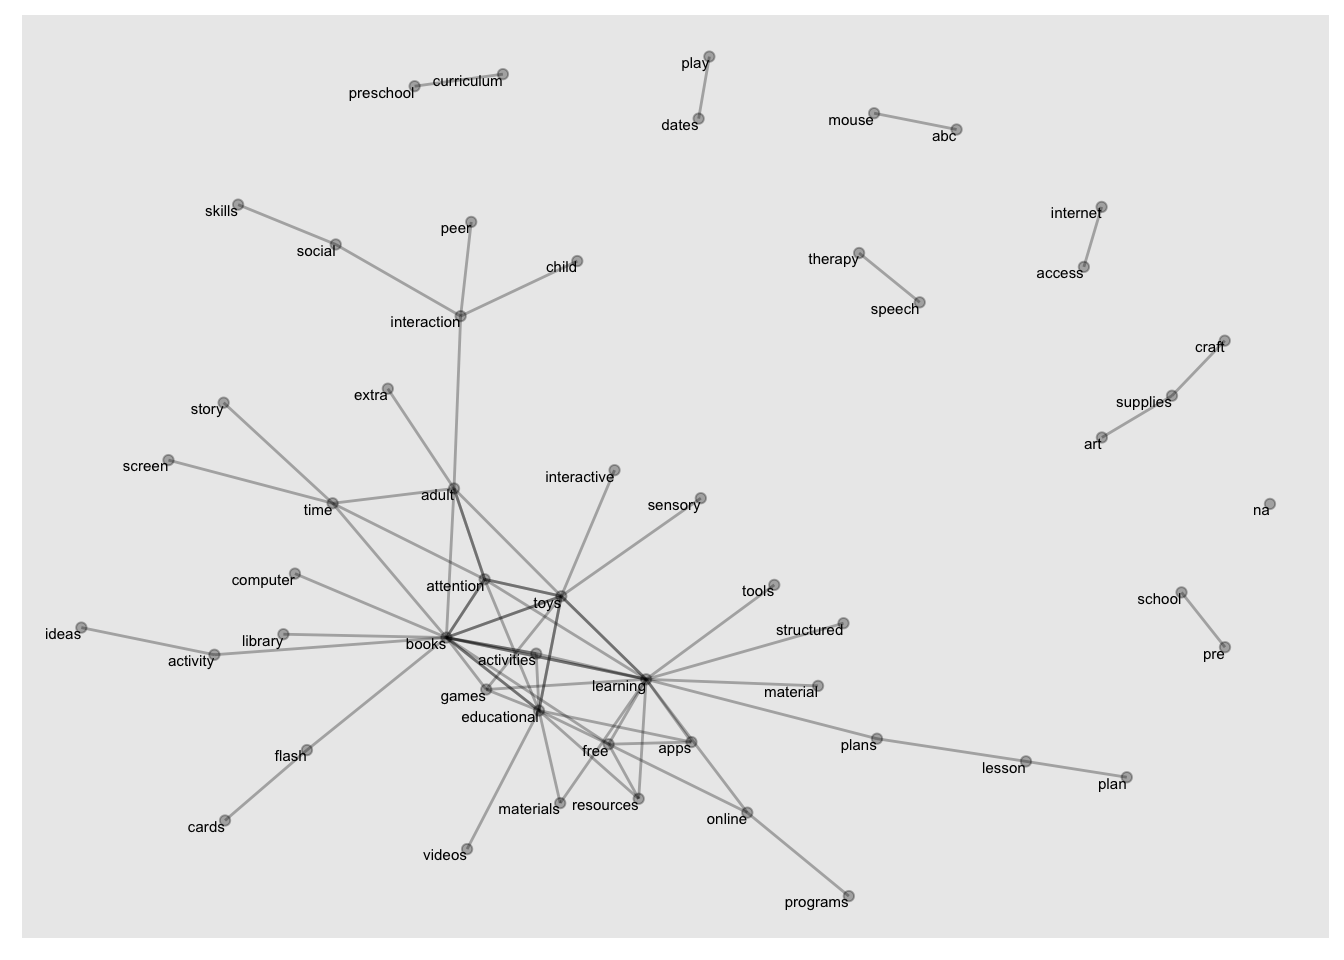 play
curriculum
preschool
mouse
dates
abc
skills
internet
peer
social
therapy
child
access
speech
interaction
craft
extra
supplies
story
art
screen
interactive
adult
sensory
time
na
computer
attention
tools
school
toys
structured
ideas
library
books
pre
activity
activities
learning
material
games
educational
plans
apps
free
flash
lesson
plan
resources
materials
online
cards
videos
programs